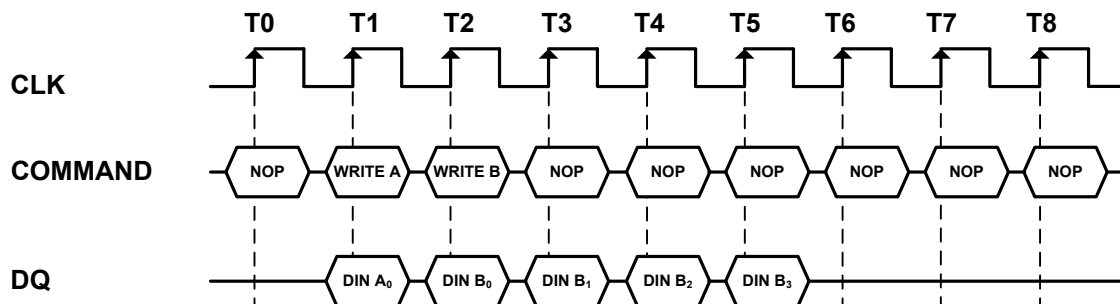 T0 T1 T2 T3 T4 T5 T6 T7 T8
CLK
COMMAND NOP WRITE A WRITE B NOP NOP NOP NOP NOP NOP
DQ DIN A₀ DIN B₀ DIN B₁ DIN B₂ DIN B₃